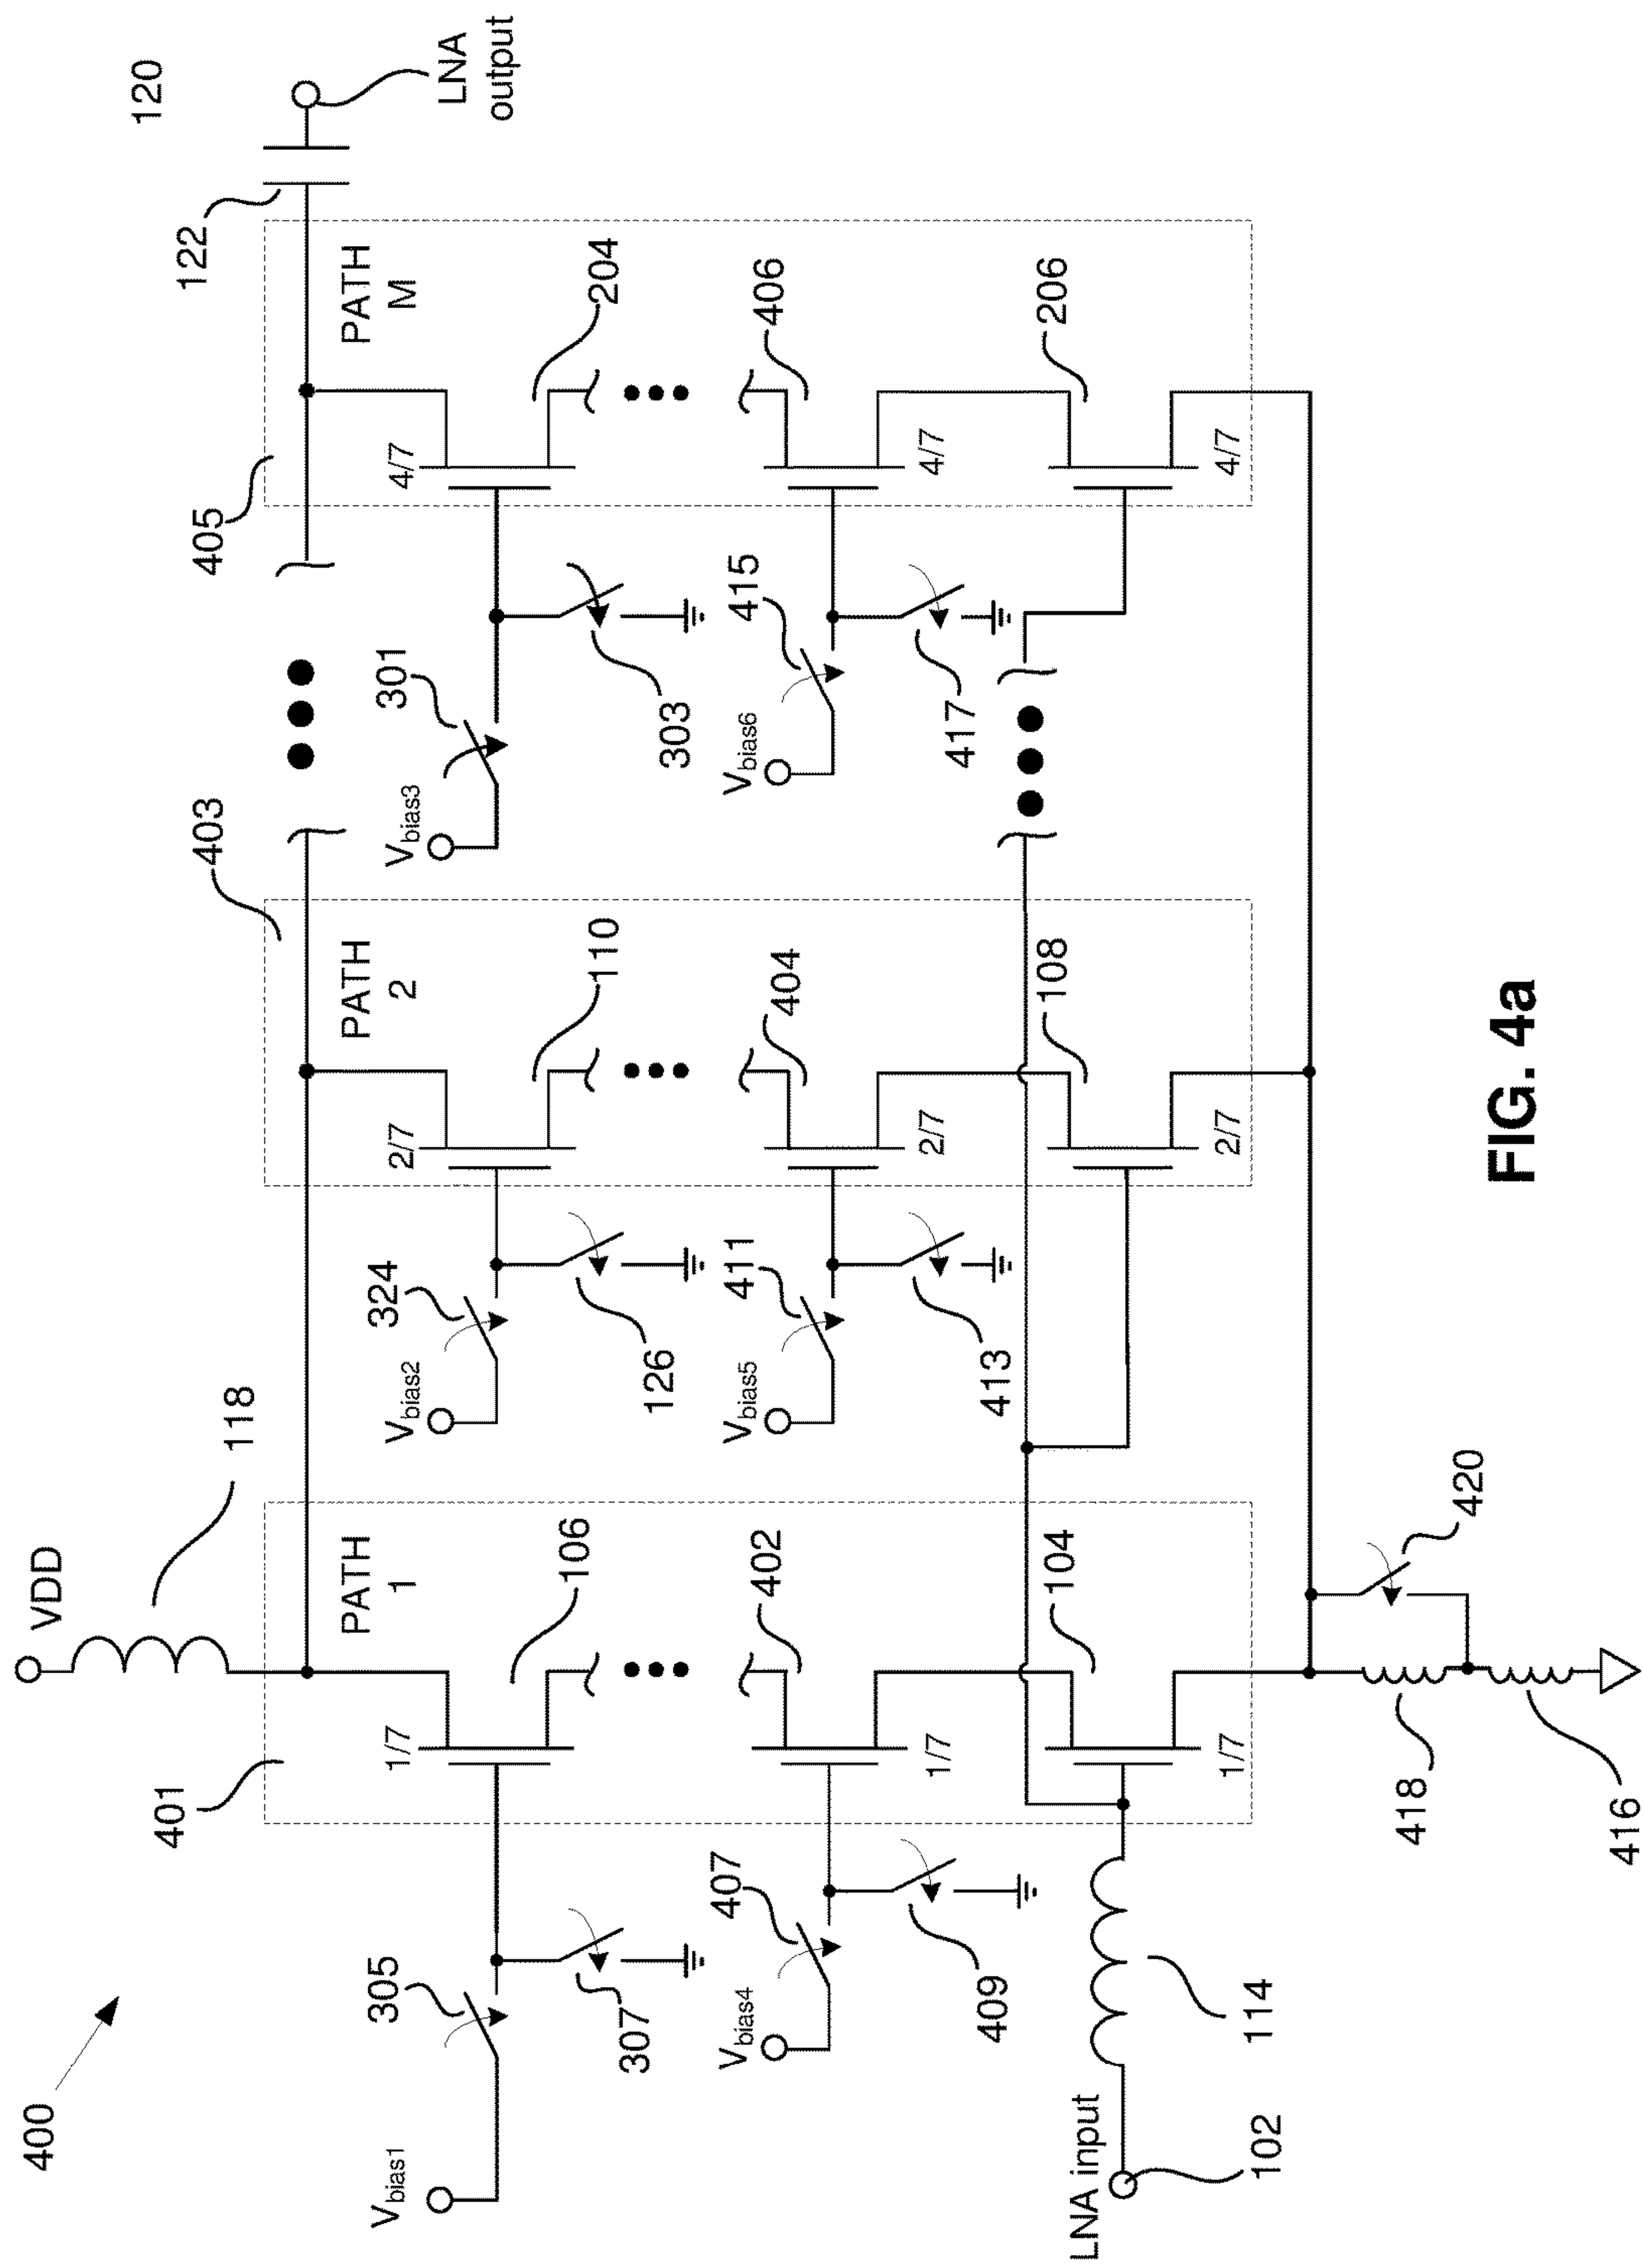 400
VDD
118
403
405
122
120
LNA
output
401
PATH
1
PATH
2
PATH
M
Vbias1
305
307
1/7
106
Vbias2
324
126
2/7
110
Vbias3
301
303
4/7
204
Vbias4
407
409
1/7
402
Vbias5
411
413
2/7
404
Vbias6
415
417
4/7
406
LNA input
102
114
1/7
104
2/7
108
4/7
206
418
420
416
FIG. 4a